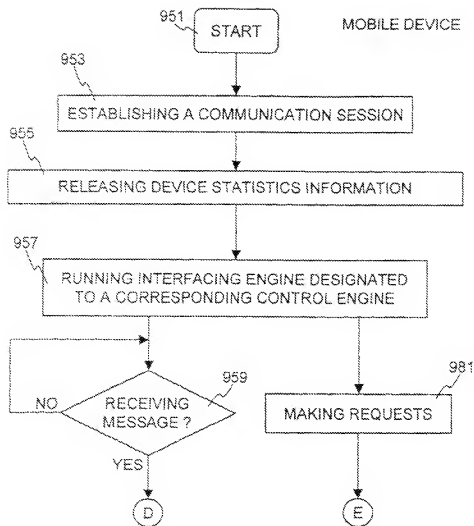 951
START
MOBILE DEVICE
953
ESTABLISHING A COMMUNICATION SESSION
955
RELEASING DEVICE STATISTICS INFORMATION
957
RUNNING INTERFACING ENGINE DESIGNATED
TO A CORRESPONDING CONTROL ENGINE
959
RECEIVING
MESSAGE ?
NO
YES
981
MAKING REQUESTS
D
E